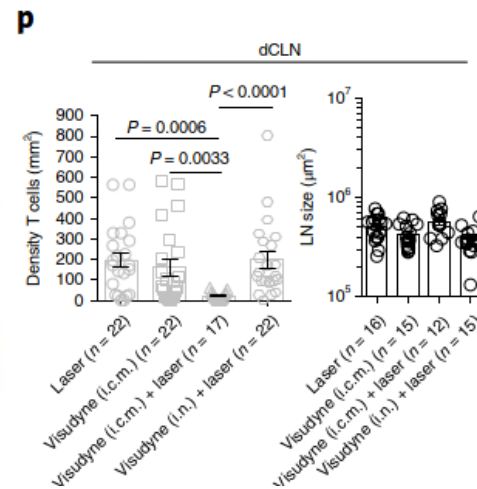 p
dCLN
P < 0.0001
P = 0.0006
P = 0.0033
Density T cells (mm²)
900
800
700
600
500
400
300
200
100
0
Laser (n = 22)
Visudyne (i.c.m.) (n = 22)
Visudyne (i.c.m.) + laser (n = 17)
Visudyne (i.n.) + laser (n = 22)
LN size (μm²)
10⁷
10⁶
10⁵
Laser (n = 16)
Visudyne (i.c.m.) (n = 15)
Visudyne (i.c.m.) + laser (n = 12)
Visudyne (i.n.) + laser (n = 15)